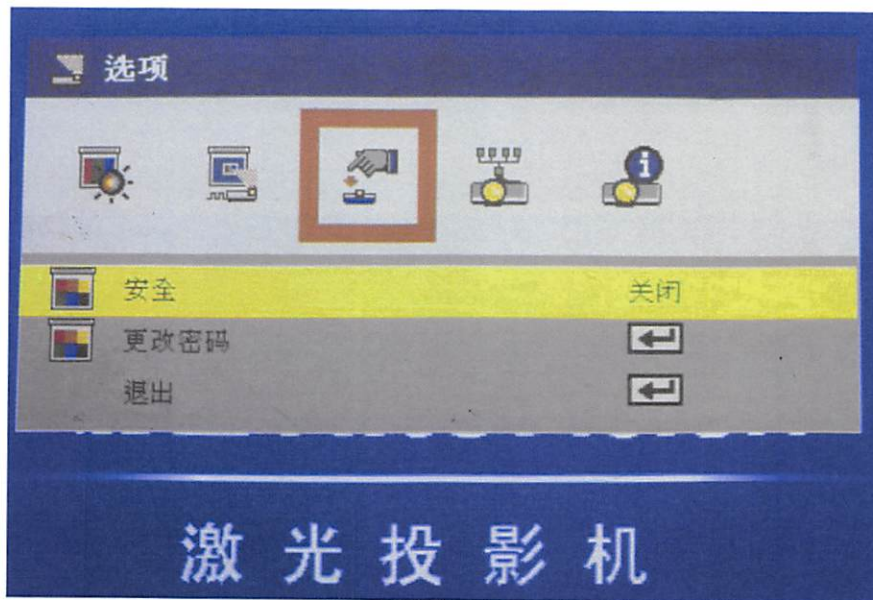 选项
安全 关闭
更改密码
退出
激光投影机